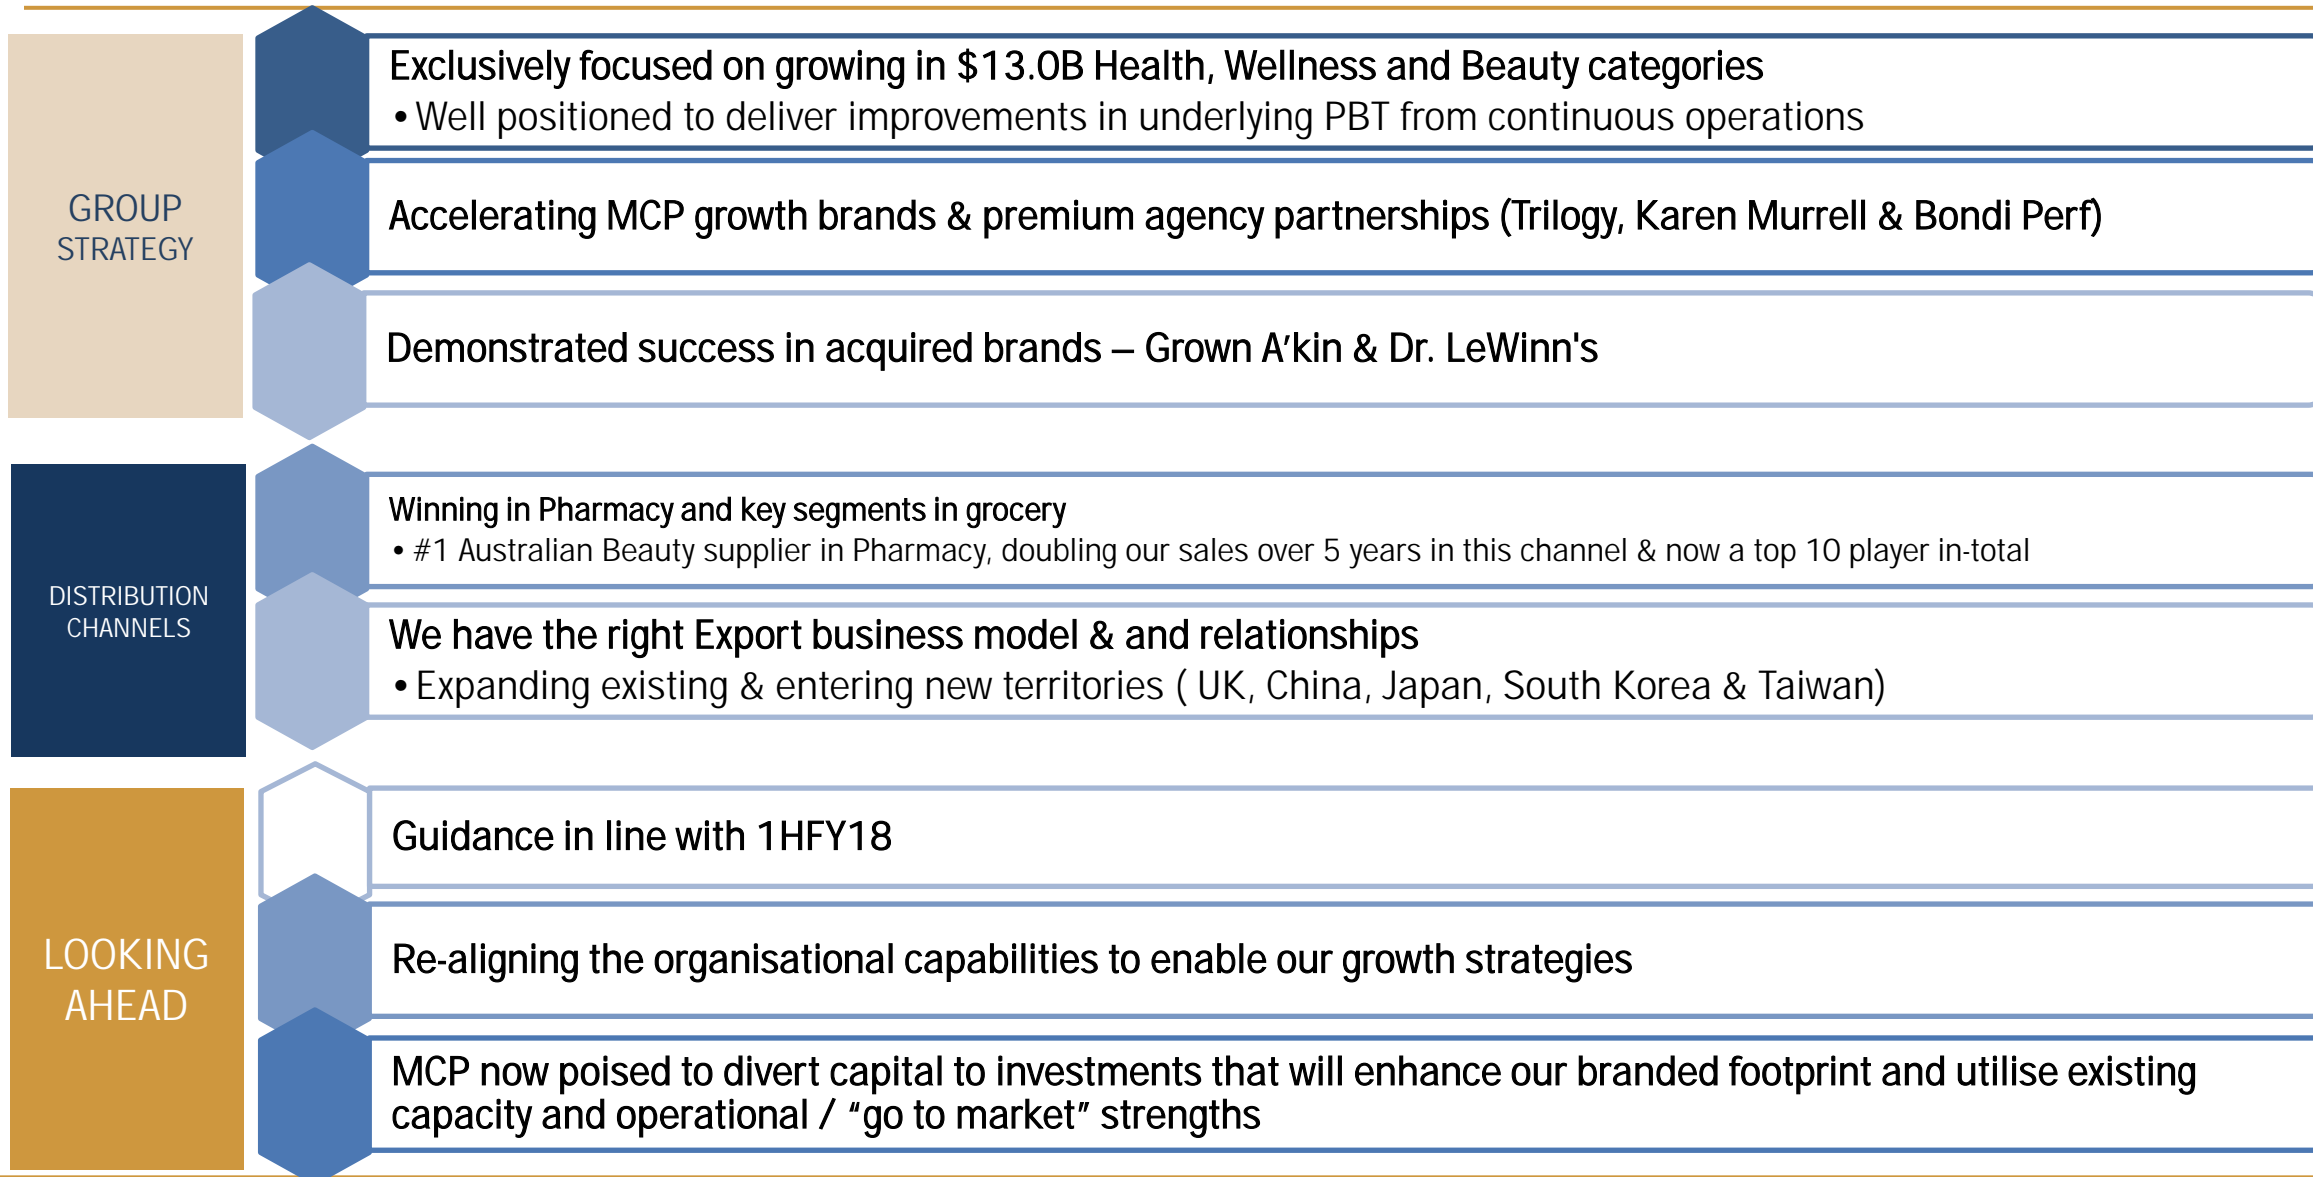 GROUP
STRATEGY
Exclusively focused on growing in $13.0B Health, Wellness and Beauty categories
• Well positioned to deliver improvements in underlying PBT from continuous operations
Accelerating MCP growth brands & premium agency partnerships (Trilogy, Karen Murrell & Bondi Perf)
Demonstrated success in acquired brands – Grown A’kin & Dr. LeWinn's
DISTRIBUTION
CHANNELS
Winning in Pharmacy and key segments in grocery
• #1 Australian Beauty supplier in Pharmacy, doubling our sales over 5 years in this channel & now a top 10 player in-total
We have the right Export business model & and relationships
• Expanding existing & entering new territories ( UK, China, Japan, South Korea & Taiwan)
LOOKING
AHEAD
Guidance in line with 1HFY18
Re-aligning the organisational capabilities to enable our growth strategies
MCP now poised to divert capital to investments that will enhance our branded footprint and utilise existing
capacity and operational / “go to market” strengths